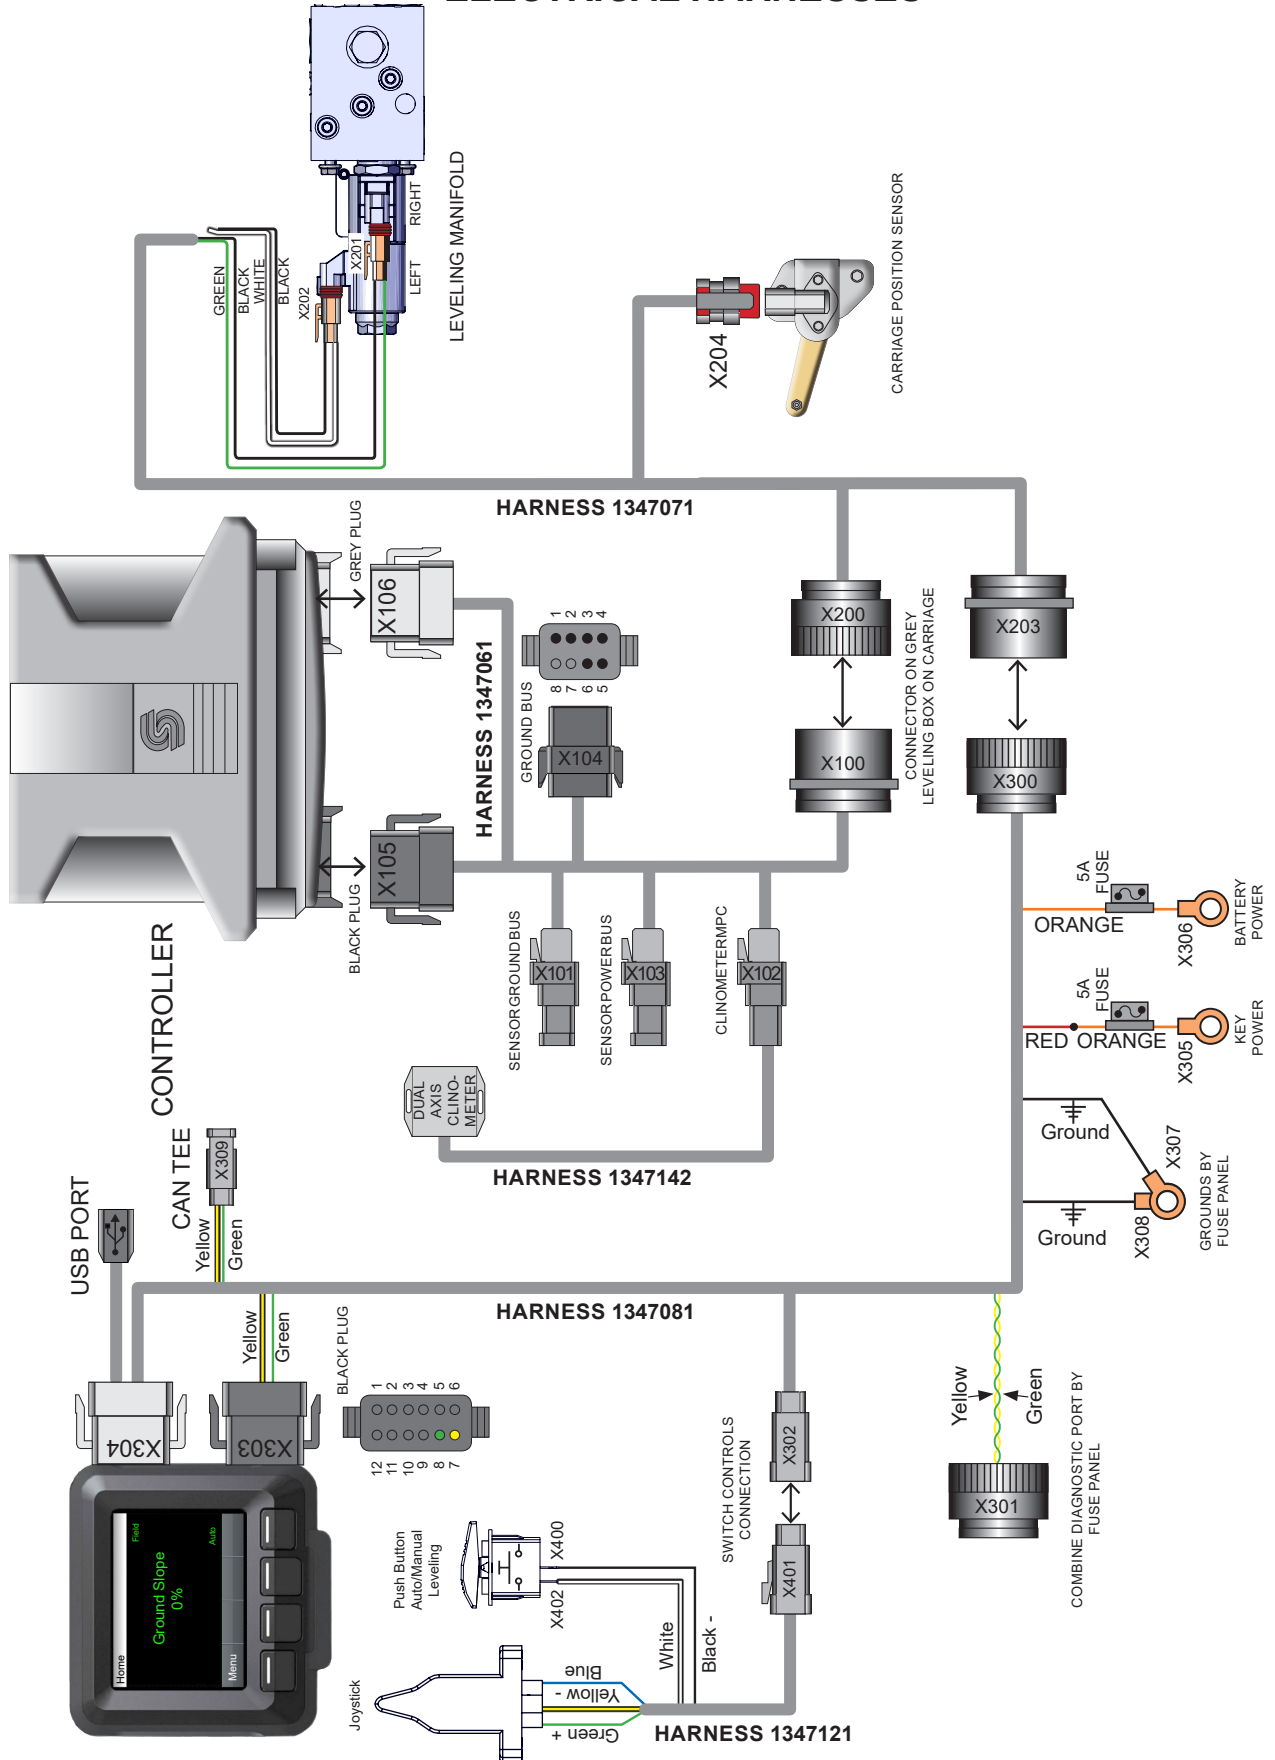 LEVELING MANIFOLD
RIGHT
LEFT
X201
X202
GREEN
BLACK
WHITE
BLACK
X204
CARRIAGE POSITION SENSOR
HARNESS 1347071
GREY PLUG
X106
BLACK PLUG
X105
CONTROLLER
HARNESS 1347061
GROUND BUS
X104
1
2
3
4
8
7
6
5
X200
X100
CONNECTOR ON GREY
LEVELING BOX ON CARRIAGE
X203
X300
SENSORGROUNDBUS
X101
SENSORPOWERBUS
X103
CLINOMETERMPC
X102
DUAL
AXIS
CLINO-
METER
HARNESS 1347142
5A
FUSE
ORANGE
X306
BATTERY
POWER
5A
FUSE
RED
ORANGE
X305
KEY
POWER
Ground
X307
Ground
X308
GROUNDS BY
FUSE PANEL
USB PORT
CAN TEE
X309
Yellow
Green
HARNESS 1347081
Yellow
Green
X304
X303
BLACK PLUG
1
2
3
4
5
6
12
11
10
9
8
7
Home
Field
Ground Slope
0%
Auto
Menu
Push Button
Auto/Manual
Leveling
X400
X402
White
Black -
Joystick
Blue
Yellow -
Green +
HARNESS 1347121
SWITCH CONTROLS
CONNECTION
X302
X401
Yellow
Green
X301
COMBINE DIAGNOSTIC PORT BY
FUSE PANEL